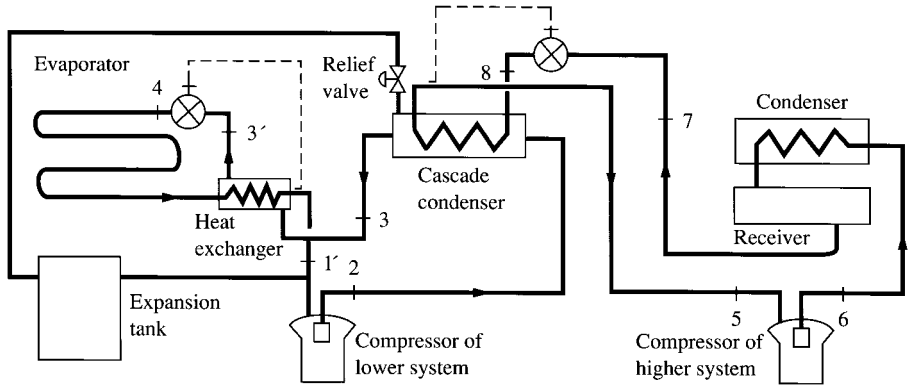 Evaporator
4
3´
Heat
exchanger
Expansion
tank
1´
2
Compressor of
lower system
3
Relief
valve
Cascade
condenser
8
7
Condenser
Receiver
5
6
Compressor of
higher system